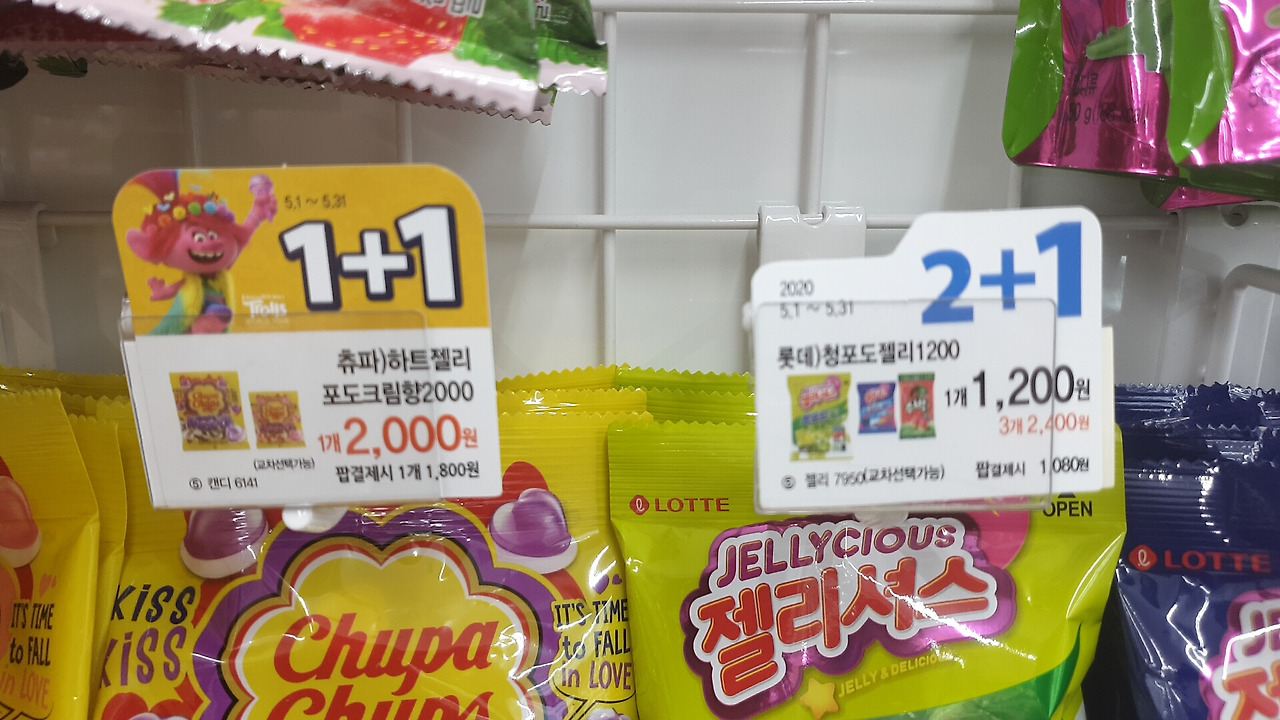 5.1 ~ 5.31
1+1
Trolls
츄파)하트젤리
포도크림향2000
1개 2,000원
(교차선택가능)
팝결제시 1개 1,800원
⑤ 캔디 6141
2020
5.1 ~ 5.31
2+1
롯데)청포도젤리1200
1개 1,200원
3개 2,400원
⑤ 젤리 7950(교차선택가능)
팝결제시 1,080원
IT'S TIME
to FALL
in LOVE
KISS
KISS
Chupa
Chups
IT'S TIME
to FALL
in LOVE
LOTTE
OPEN
JELLYCIOUS
젤리셔스
JELLY & DELICIOUS
LOTTE